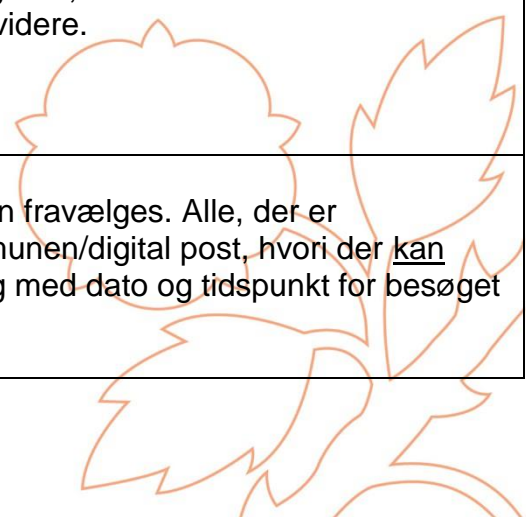 videre.
n fravælges. Alle, der er
munen/digital post, hvori der kan
g med dato og tidspunkt for besøget